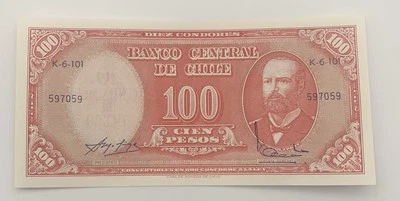 DIEZ CONDORES
100 100
BANCO CENTRAL
DE CHILE
K-6-101 K-6-101
597059 597059
100
CIEN
PESOS
100 100